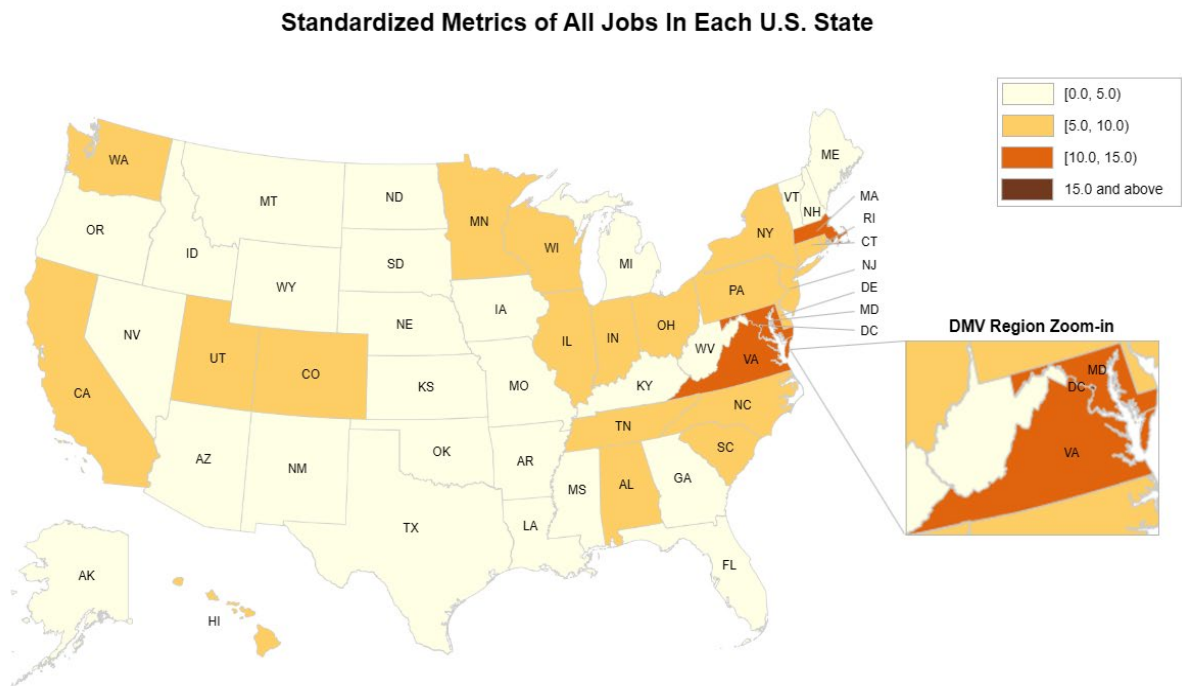 Standardized Metrics of All Jobs In Each U.S. State
[0.0, 5.0)
[5.0, 10.0)
[10.0, 15.0)
15.0 and above
WA
MT
ND
MN
ME
VT
NH
MA
RI
CT
NJ
DE
MD
DC
OR
ID
SD
WI
MI
NY
WY
IA
PA
NE
NV
UT
CO
IL
IN
OH
WV
VA
CA
KS
MO
KY
NC
TN
SC
AZ
NM
OK
AR
MS
AL
GA
TX
LA
FL
AK
HI
DMV Region Zoom-in
MD
DC
VA